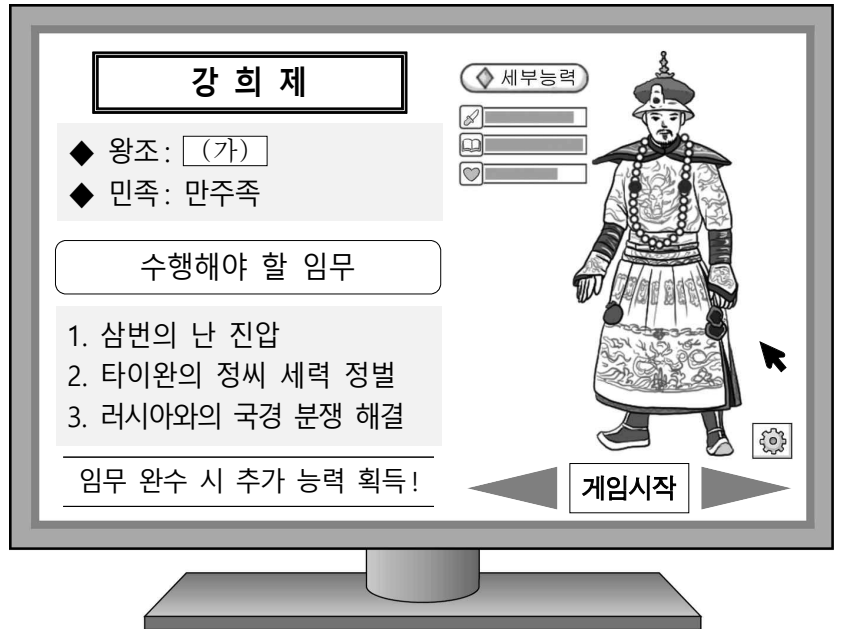 강 희 제
◆ 왕조: (가)
◆ 민족: 만주족
수행해야 할 임무
1. 삼번의 난 진압
2. 타이완의 정씨 세력 정벌
3. 러시아와의 국경 분쟁 해결
임무 완수 시 추가 능력 획득!
세부능력
게임시작